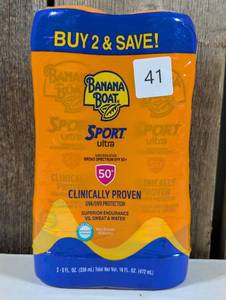 BUY 2 & SAVE!
BANANA
BOAT
41
SPORT
ultra
BROAD SPECTRUM SPF 50+
50+
CLINICALLY PROVEN
UVA/UVB PROTECTION
SUPERIOR ENDURANCE
VS. SWEAT & WATER
2 - 8 FL OZ. (236 mL) Total Net Vol. 16 FL OZ. (472 mL)